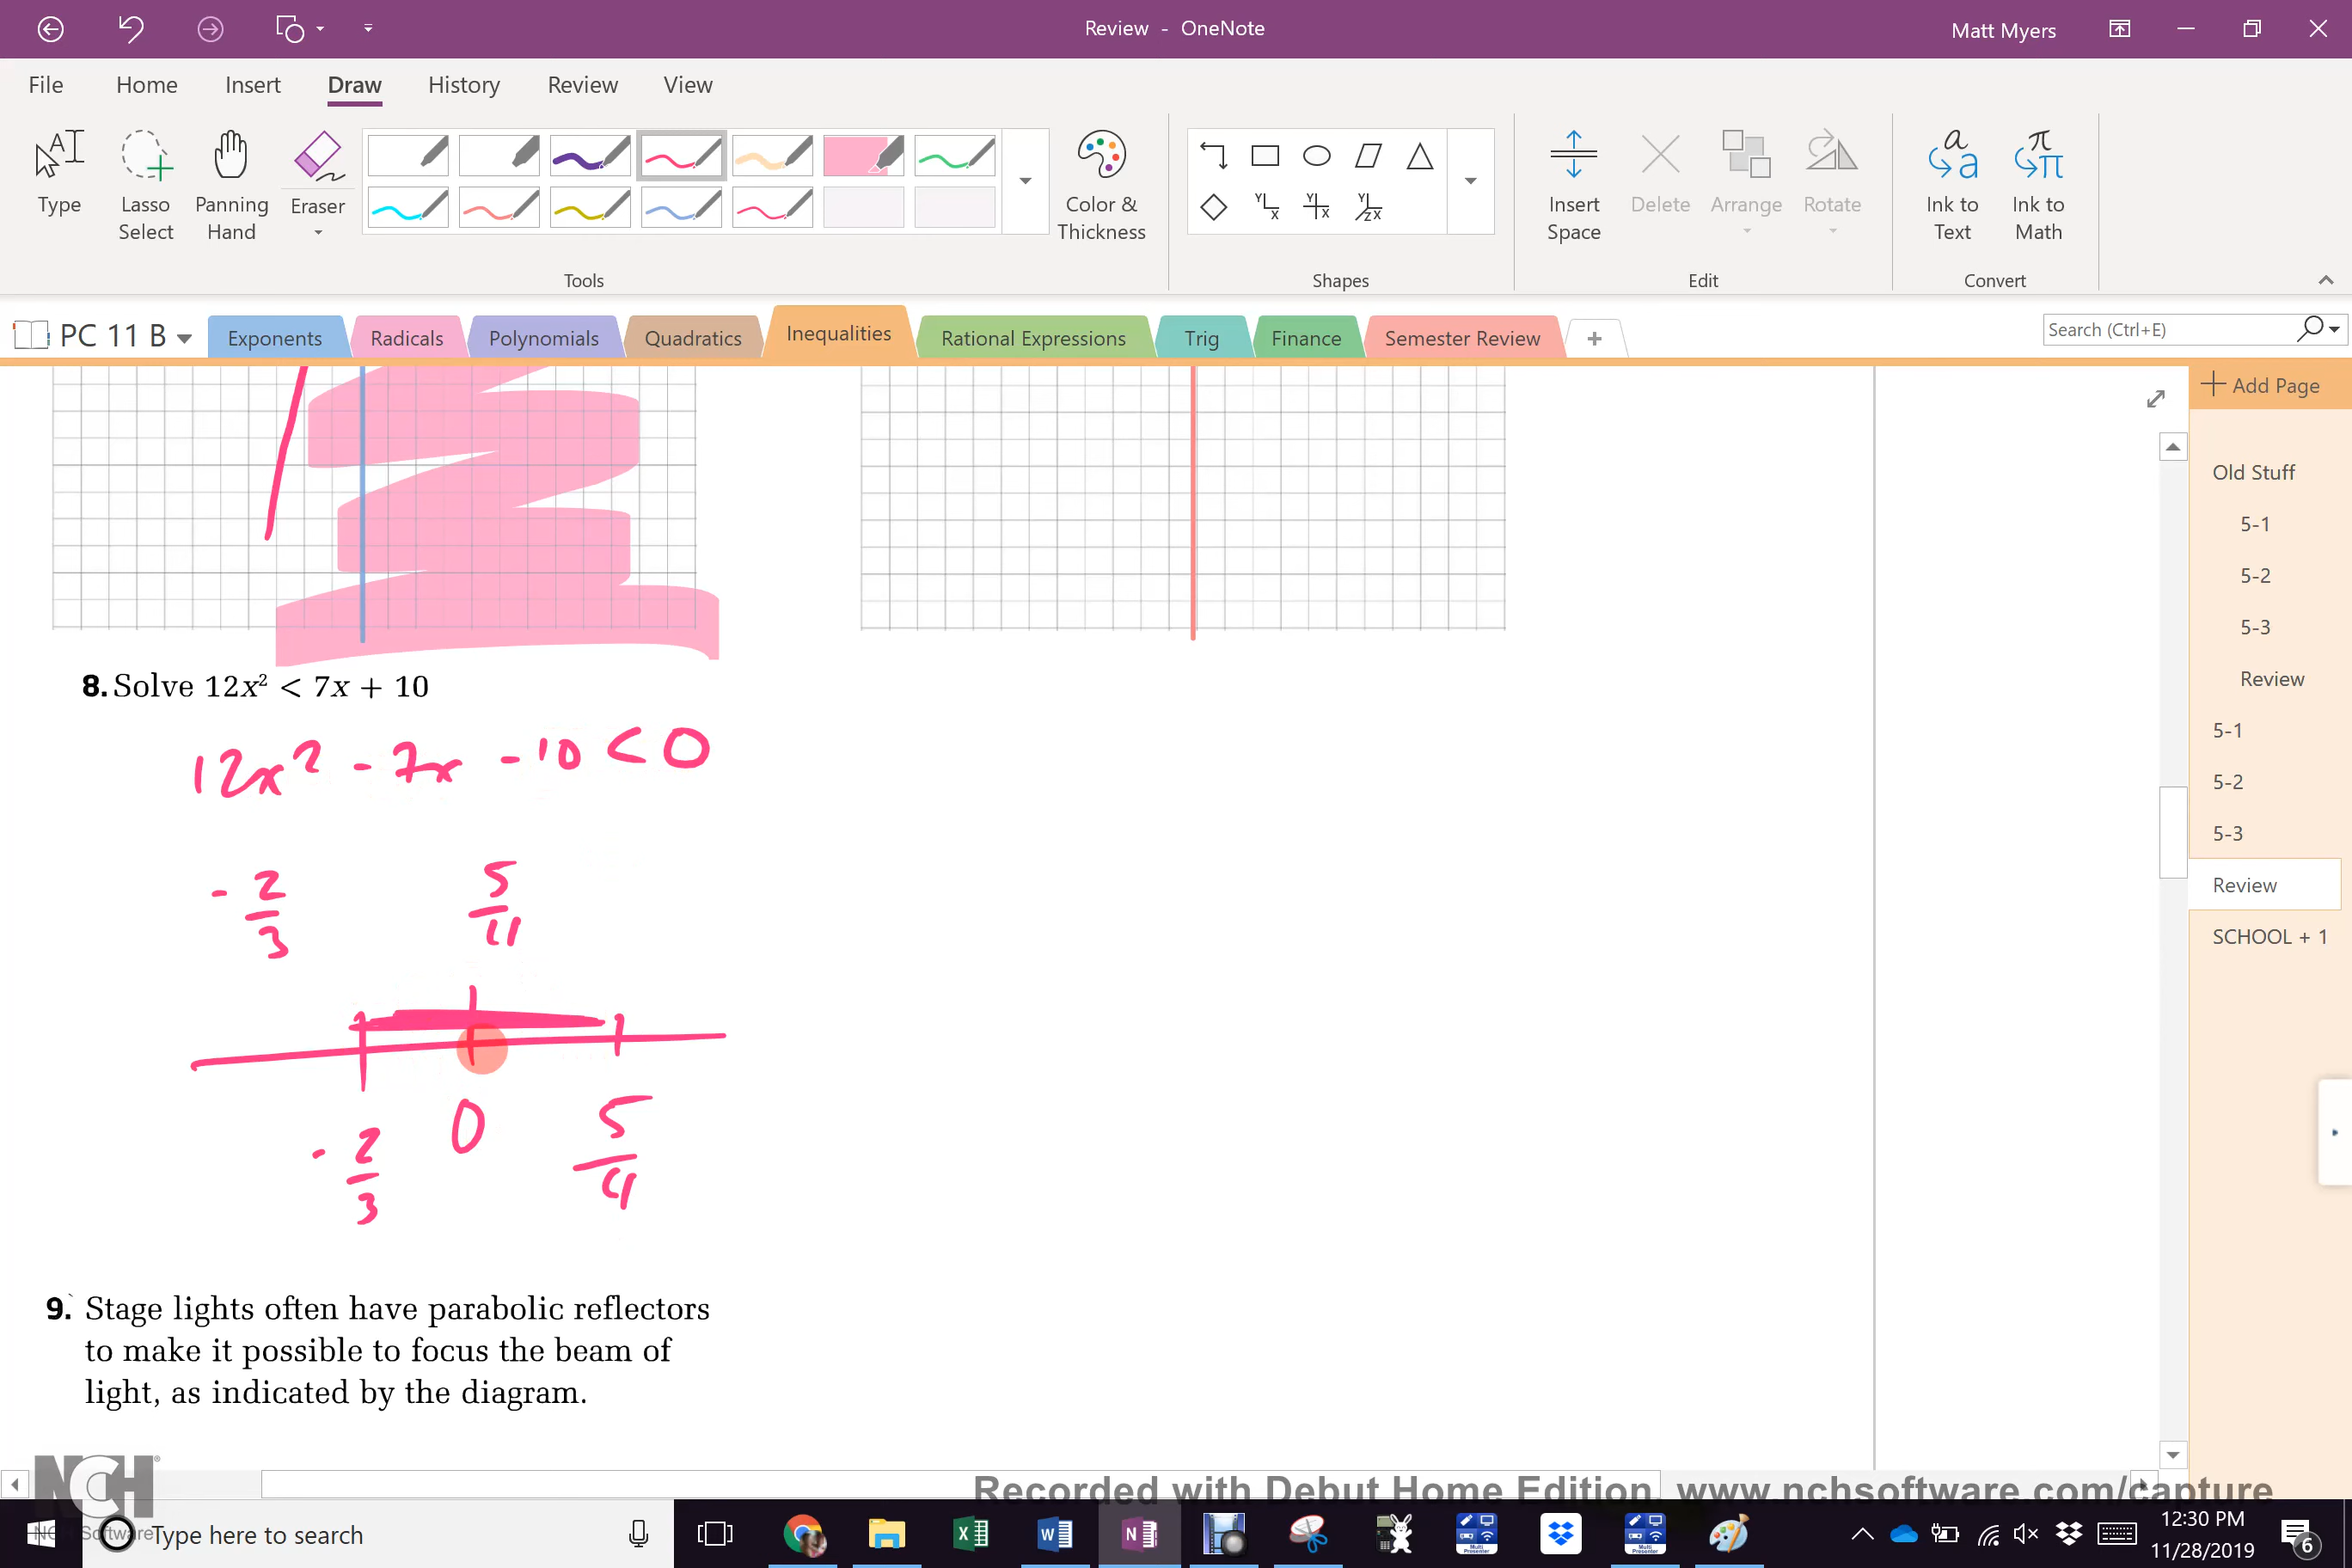 Review - OneNote
Matt Myers
File Home Insert Draw History Review View
Type
Lasso Select
Panning Hand
Eraser
Color & Thickness
Insert Space
Delete
Arrange
Rotate
Ink to Text
Ink to Math
Tools
Shapes
Edit
Convert
PC 11 B
Exponents Radicals Polynomials Quadratics Inequalities Rational Expressions Trig Finance Semester Review
Search (Ctrl+E)
Add Page
Old Stuff
5-1
5-2
5-3
Review
5-1
5-2
5-3
Review
SCHOOL + 1
8. Solve 12x² < 7x + 10
12x² - 7x - 10 < 0
- 2/3 5/4
- 2/3 0 5/4
9. Stage lights often have parabolic reflectors
to make it possible to focus the beam of
light, as indicated by the diagram.
NCH®
NCH Software
Recorded with Debut Home Edition. www.nchsoftware.com/capture
Type here to search
12:30 PM
11/28/2019
6